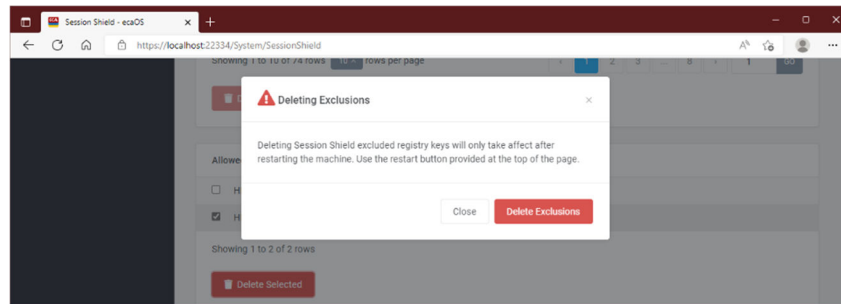 Session Shield - ecaOS
https://localhost:22334/System/SessionShield
Showing 1 to 10 of 74 rows 10 rows per page
1 2 3 ... 8 1 GO
Deleting Exclusions
Deleting Session Shield excluded registry keys will only take affect after
restarting the machine. Use the restart button provided at the top of the page.
Close Delete Exclusions
Showing 1 to 2 of 2 rows
Delete Selected